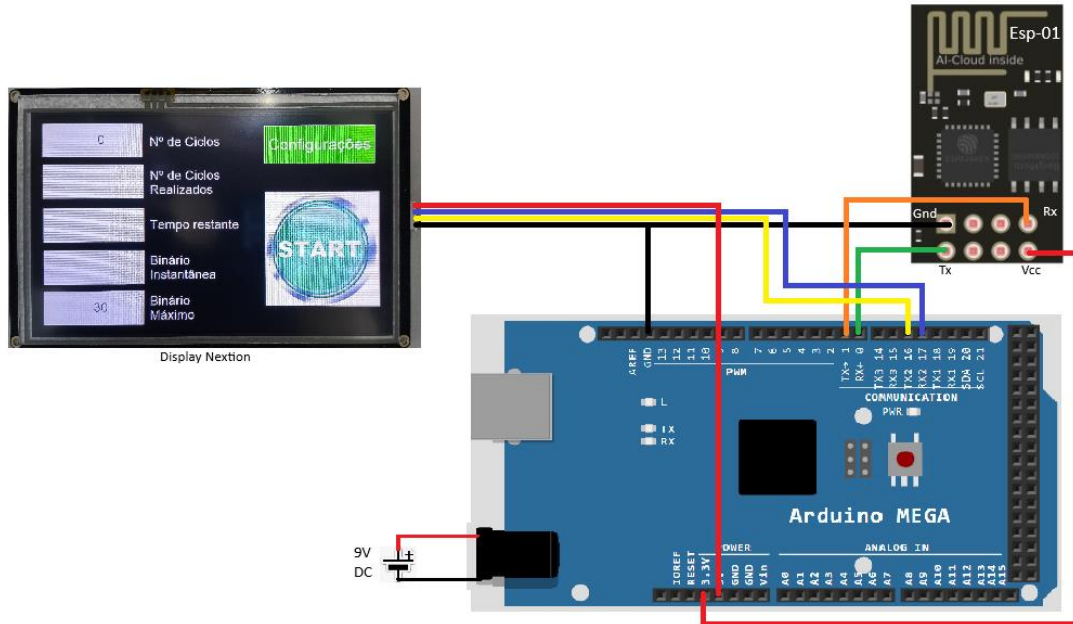 Esp-01
AI-Cloud inside
Gnd
Rx
Tx
Vcc
0
Nº de Ciclos
Configurações
Nº de Ciclos
Realizados
Tempo restante
START
Binário
Instantânea
30
Binário
Máximo
Display Nextion
AREF
GND
13
12
11
10
9
8
7
6
5
4
3
2
TX→ 1
RX← 0
TX3 14
RX3 15
TX2 16
RX2 17
TX1 18
RX1 19
SDA 20
SCL 21
PWM
COMMUNICATION
PWR
L
TX
RX
Arduino MEGA
9V
DC
+
POWER
ANALOG IN
IOREF
RESET
3.3V
GND
GND
Vin
A0
A1
A2
A3
A4
A5
A6
A7
A8
A9
A10
A11
A12
A13
A14
A15